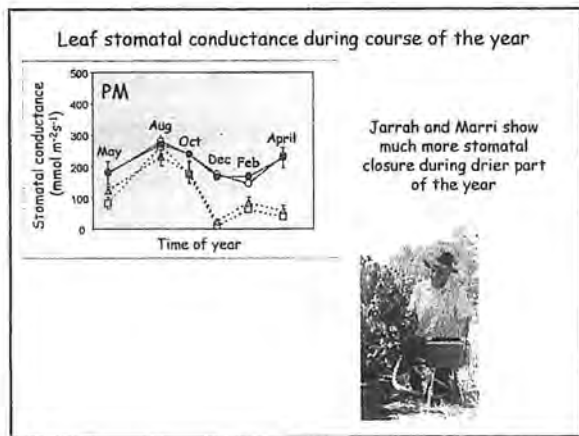 Leaf stomatal conductance during course of the year
500
400
300
200
100
0
Stomatal conductance
(mmol m⁻²s⁻¹)
PM
May
Aug
Oct
Dec
Feb
April
Time of year
Jarrah and Marri show
much more stomatal
closure during drier part
of the year